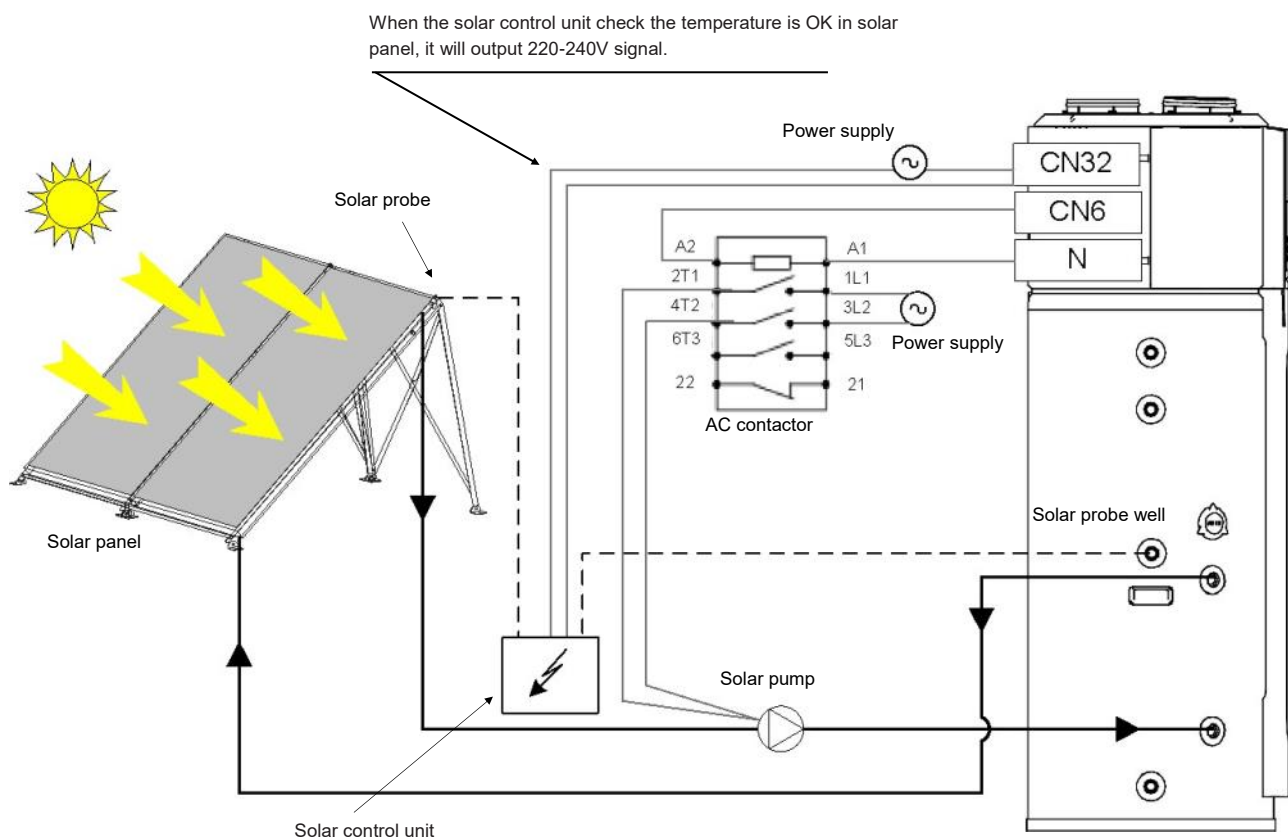 When the solar control unit check the temperature is OK in solar
panel, it will output 220-240V signal.
Power supply
CN32
Solar probe
CN6
A2
A1
N
2T1
1L1
4T2
3L2
6T3
5L3
Power supply
22
21
AC contactor
Solar probe well
Solar panel
Solar pump
Solar control unit